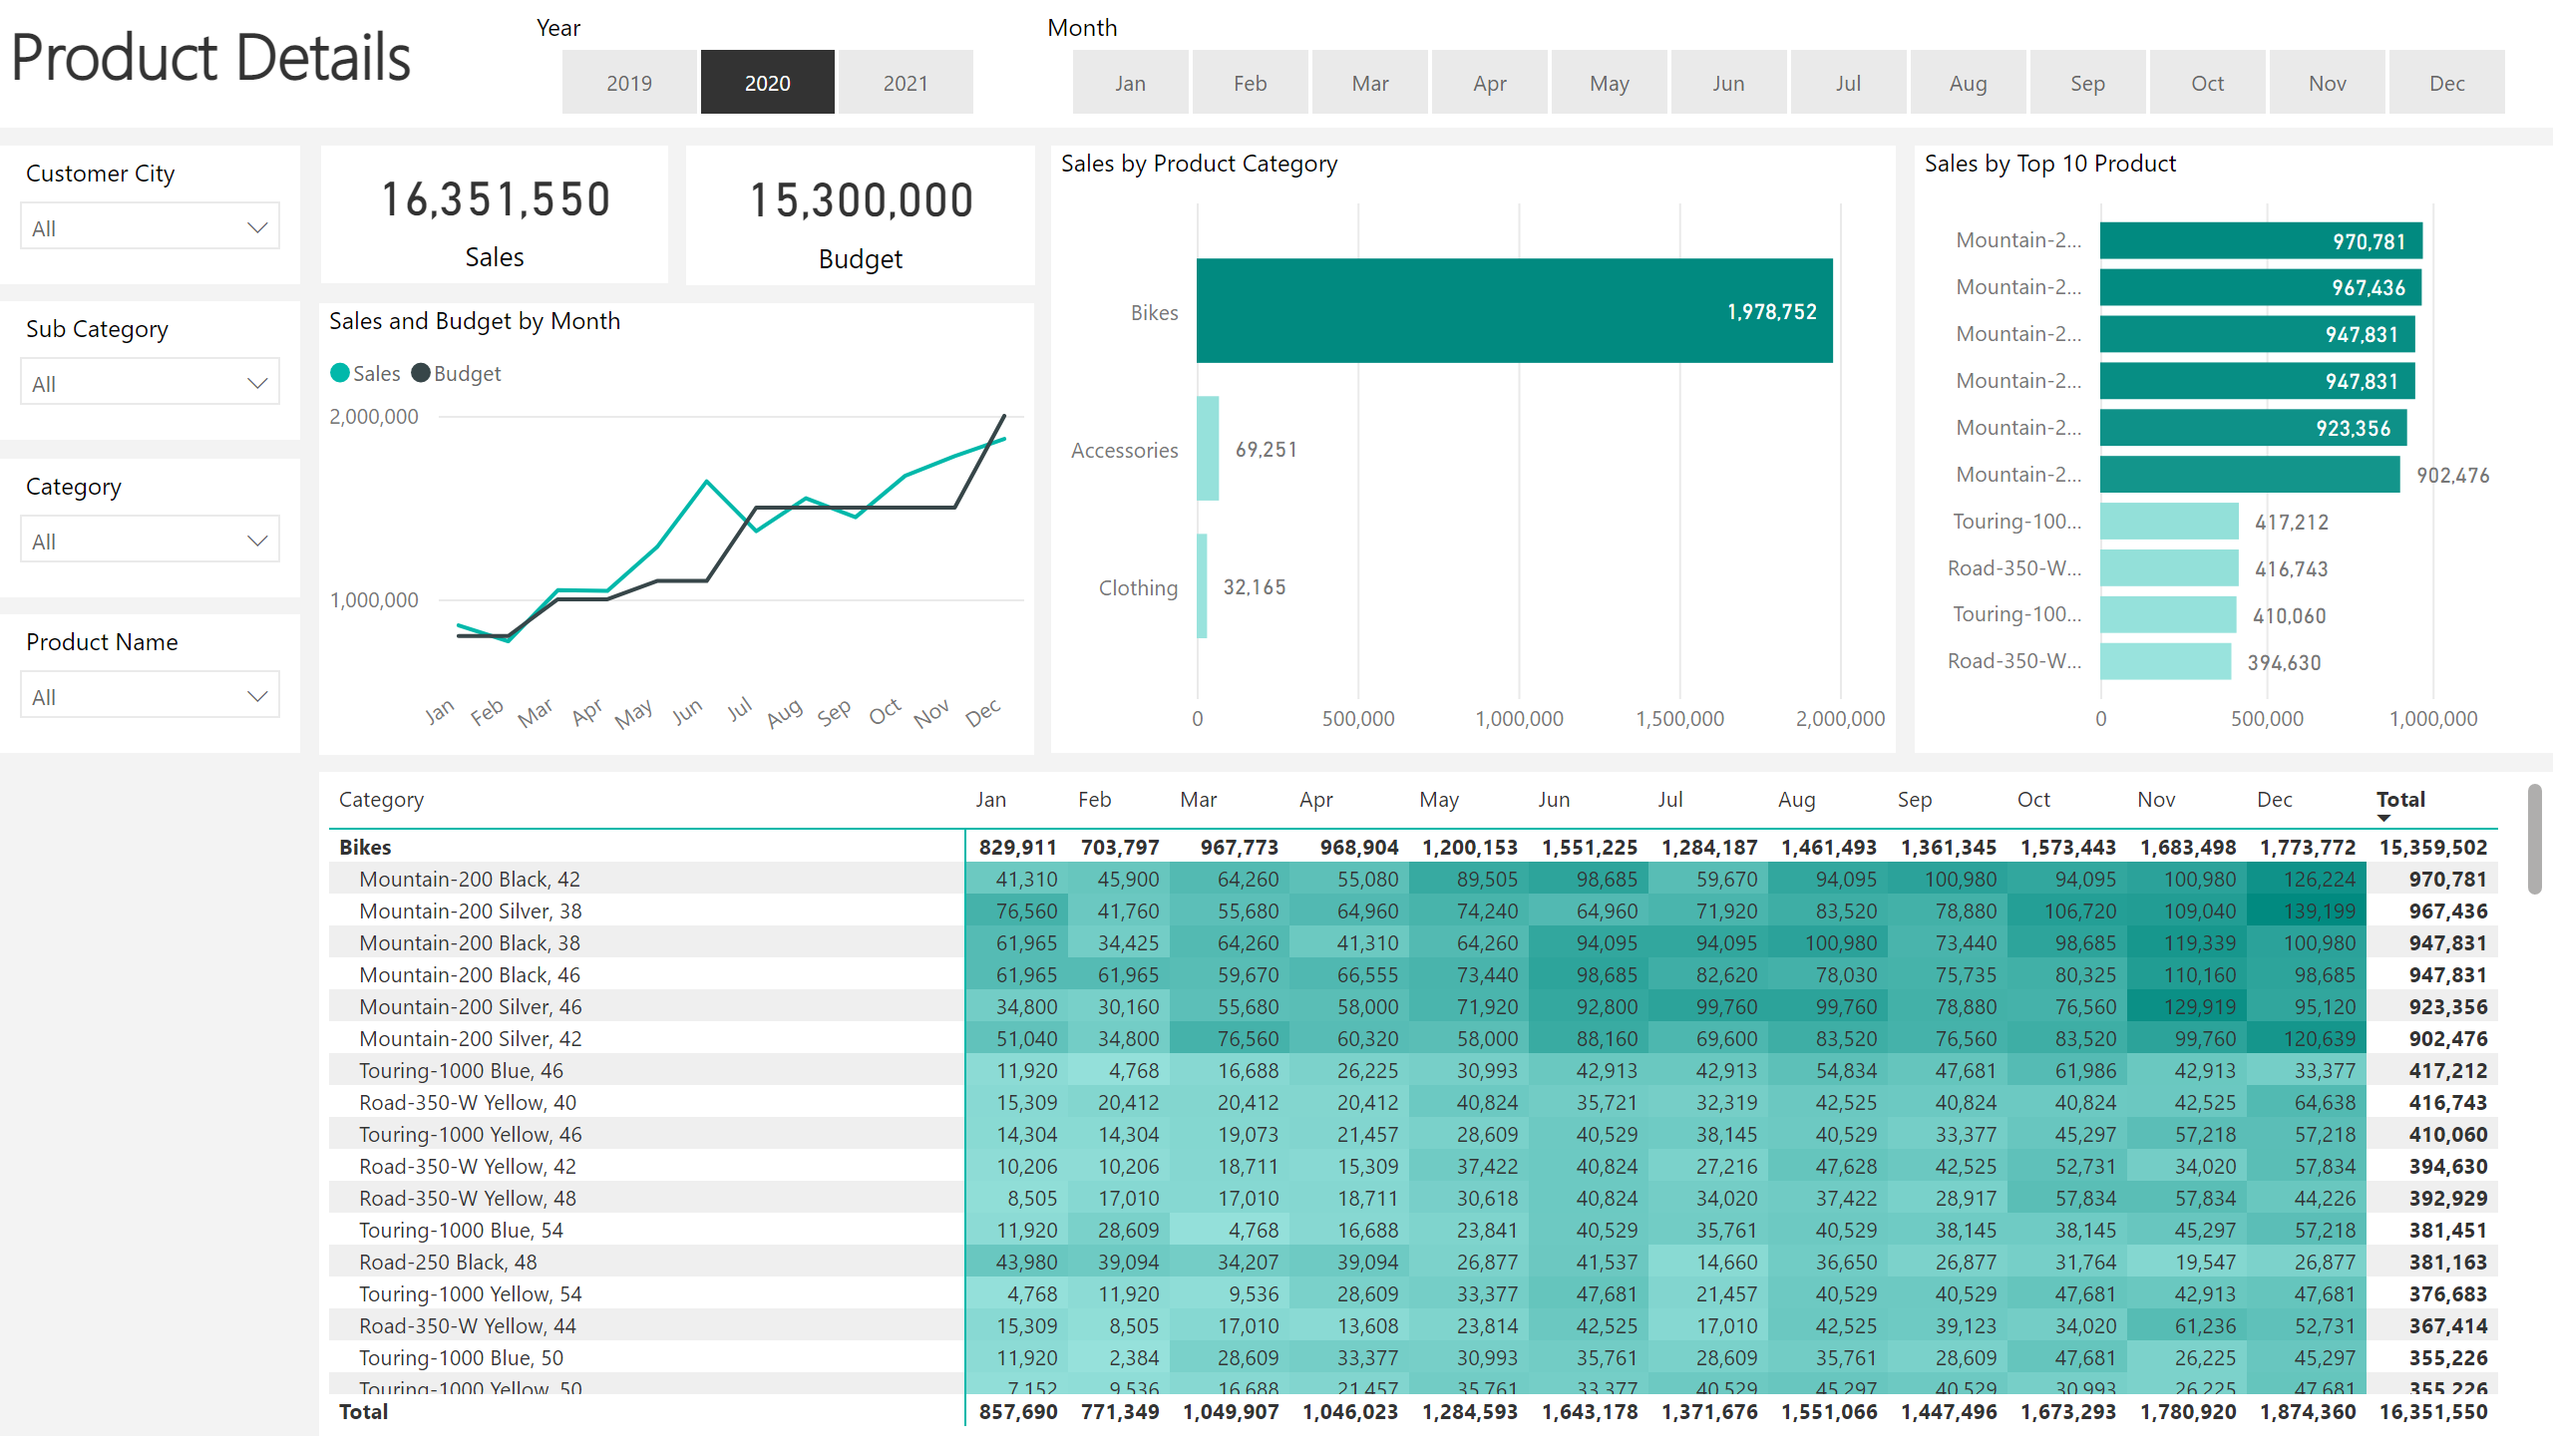 Product Details
Year
2019 2020 2021
Month
Jan Feb Mar Apr May Jun Jul Aug Sep Oct Nov Dec
Customer City
All
Sub Category
All
Category
All
Product Name
All
16,351,550
Sales
15,300,000
Budget
Sales and Budget by Month
Sales Budget
2,000,000
1,000,000
Jan Feb Mar Apr May Jun Jul Aug Sep Oct Nov Dec
Sales by Product Category
Bikes 1,978,752
Accessories 69,251
Clothing 32,165
0 500,000 1,000,000 1,500,000 2,000,000
Sales by Top 10 Product
Mountain-2... 970,781
Mountain-2... 967,436
Mountain-2... 947,831
Mountain-2... 947,831
Mountain-2... 923,356
Mountain-2... 902,476
Touring-100... 417,212
Road-350-W... 416,743
Touring-100... 410,060
Road-350-W... 394,630
0 500,000 1,000,000
Category Jan Feb Mar Apr May Jun Jul Aug Sep Oct Nov Dec Total
Bikes 829,911 703,797 967,773 968,904 1,200,153 1,551,225 1,284,187 1,461,493 1,361,345 1,573,443 1,683,498 1,773,772 15,359,502
Mountain-200 Black, 42 41,310 45,900 64,260 55,080 89,505 98,685 59,670 94,095 100,980 94,095 100,980 126,224 970,781
Mountain-200 Silver, 38 76,560 41,760 55,680 64,960 74,240 64,960 71,920 83,520 78,880 106,720 109,040 139,199 967,436
Mountain-200 Black, 38 61,965 34,425 64,260 41,310 64,260 94,095 94,095 100,980 73,440 98,685 119,339 100,980 947,831
Mountain-200 Black, 46 61,965 61,965 59,670 66,555 73,440 98,685 82,620 78,030 75,735 80,325 110,160 98,685 947,831
Mountain-200 Silver, 46 34,800 30,160 55,680 58,000 71,920 92,800 99,760 99,760 78,880 76,560 129,919 95,120 923,356
Mountain-200 Silver, 42 51,040 34,800 76,560 60,320 58,000 88,160 69,600 83,520 76,560 83,520 99,760 120,639 902,476
Touring-1000 Blue, 46 11,920 4,768 16,688 26,225 30,993 42,913 42,913 54,834 47,681 61,986 42,913 33,377 417,212
Road-350-W Yellow, 40 15,309 20,412 20,412 20,412 40,824 35,721 32,319 42,525 40,824 40,824 42,525 64,638 416,743
Touring-1000 Yellow, 46 14,304 14,304 19,073 21,457 28,609 40,529 38,145 40,529 33,377 45,297 57,218 57,218 410,060
Road-350-W Yellow, 42 10,206 10,206 18,711 15,309 37,422 40,824 27,216 47,628 42,525 52,731 34,020 57,834 394,630
Road-350-W Yellow, 48 8,505 17,010 17,010 18,711 30,618 40,824 34,020 37,422 28,917 57,834 57,834 44,226 392,929
Touring-1000 Blue, 54 11,920 28,609 4,768 16,688 23,841 40,529 35,761 40,529 38,145 38,145 45,297 57,218 381,451
Road-250 Black, 48 43,980 39,094 34,207 39,094 26,877 41,537 14,660 36,650 26,877 31,764 19,547 26,877 381,163
Touring-1000 Yellow, 54 4,768 11,920 9,536 28,609 33,377 47,681 21,457 40,529 40,529 47,681 42,913 47,681 376,683
Road-350-W Yellow, 44 15,309 8,505 17,010 13,608 23,814 42,525 17,010 42,525 39,123 34,020 61,236 52,731 367,414
Touring-1000 Blue, 50 11,920 2,384 28,609 33,377 30,993 35,761 28,609 35,761 28,609 47,681 26,225 45,297 355,226
Touring-1000 Yellow, 50 7,152 9,536 16,688 21,457 35,761 33,377 40,529 45,297 40,529 30,993 26,225 47,681 355,226
Total 857,690 771,349 1,049,907 1,046,023 1,284,593 1,643,178 1,371,676 1,551,066 1,447,496 1,673,293 1,780,920 1,874,360 16,351,550